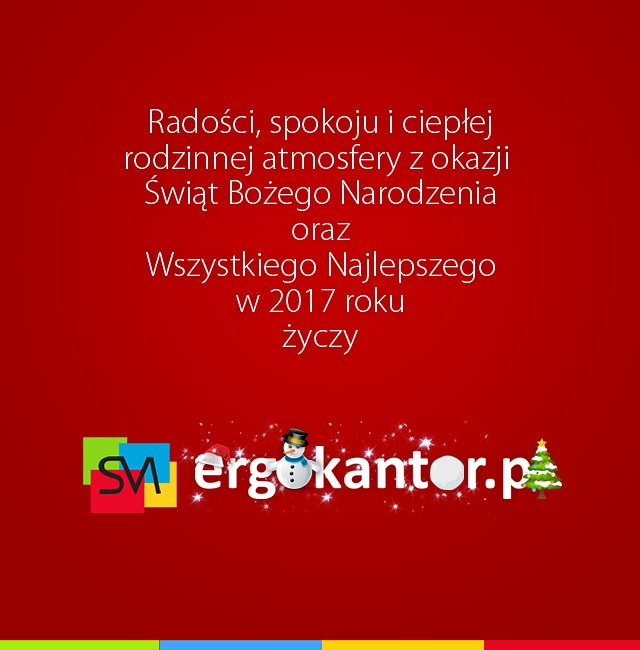 Radości, spokoju i ciepłej
rodzinnej atmosfery z okazji
Świąt Bożego Narodzenia
oraz
Wszystkiego Najlepszego
w 2017 roku
życzy
SM ergokantor.pl